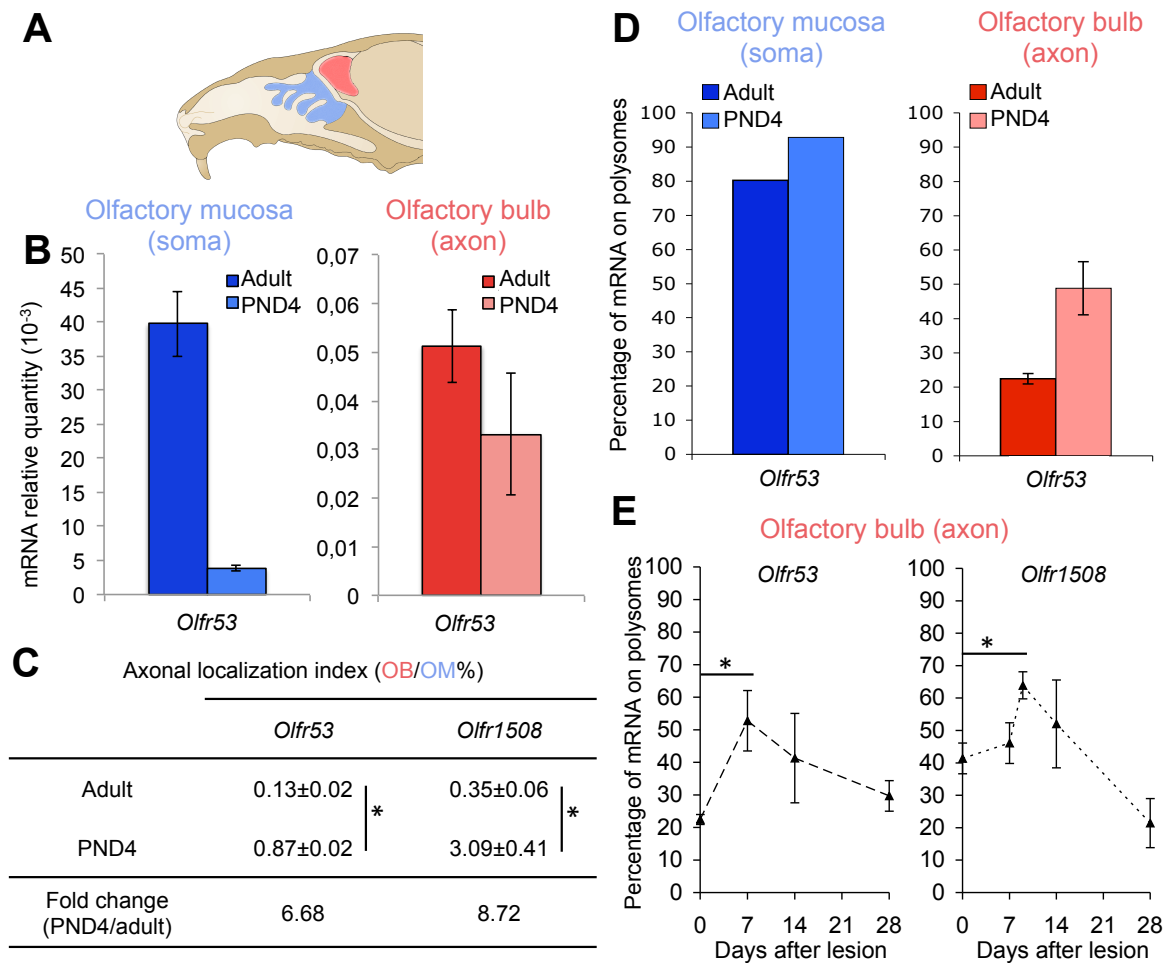 A
Olfactory mucosa
(soma)
Olfactory bulb
(axon)
B
mRNA relative quantity (10-3)
50
45
40
35
30
25
20
15
10
5
0
Adult
PND4
Olfr53
0,07
0,06
0,05
0,04
0,03
0,02
0,01
0
Adult
PND4
Olfr53
C
Axonal localization index (OB/OM%)
Olfr53 Olfr1508
Adult 0.13±0.02 * 0.35±0.06 *
PND4 0.87±0.02 3.09±0.41
Fold change
(PND4/adult) 6.68 8.72
D
Olfactory mucosa
(soma)
Olfactory bulb
(axon)
Percentage of mRNA on polysomes
Adult
PND4
100
90
80
70
60
50
40
30
20
10
0
Olfr53
Adult
PND4
100
90
80
70
60
50
40
30
20
10
0
Olfr53
E
Olfactory bulb (axon)
Percentage of mRNA on polysomes
Olfr53
100
90
80
70
60
50
40
30
20
10
0
*
0 7 14 21 28
Days after lesion
Olfr1508
100
90
80
70
60
50
40
30
20
10
0
*
0 7 14 21 28
Days after lesion